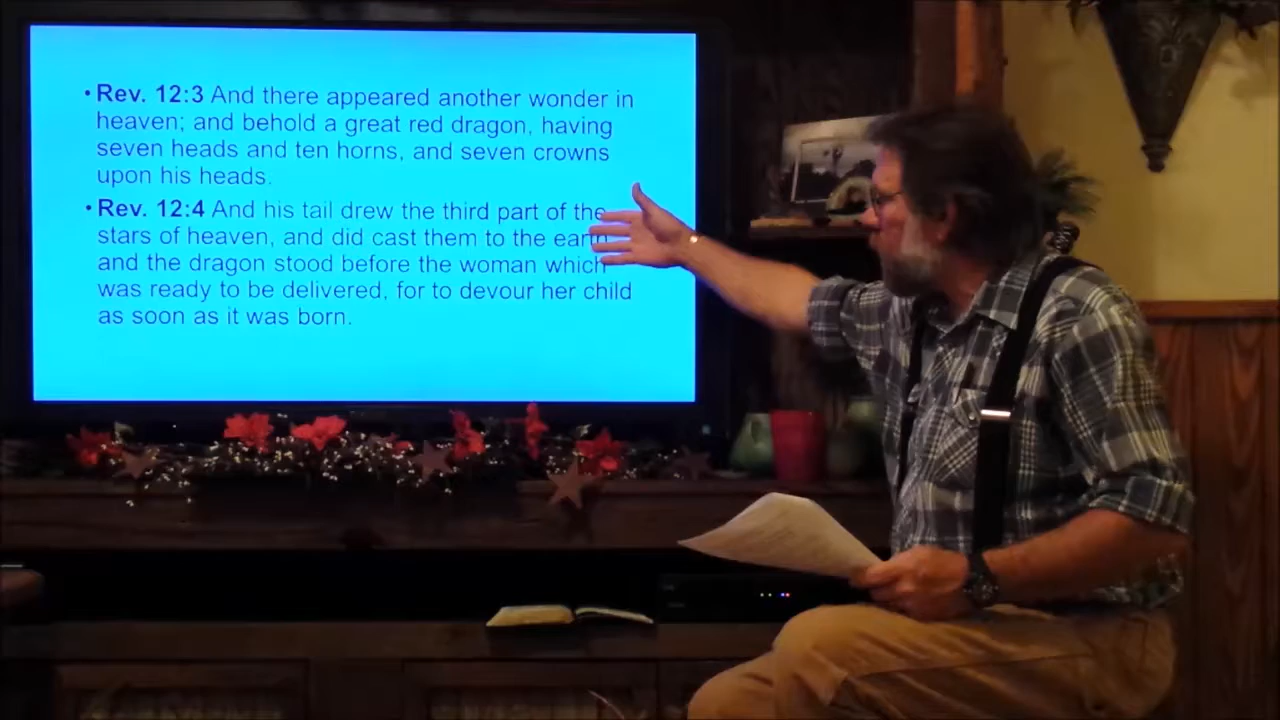 • Rev. 12:3 And there appeared another wonder in
heaven; and behold a great red dragon, having
seven heads and ten horns, and seven crowns
upon his heads.
• Rev. 12:4 And his tail drew the third part of the
stars of heaven, and did cast them to the earth
and the dragon stood before the woman which
was ready to be delivered, for to devour her child
as soon as it was born.